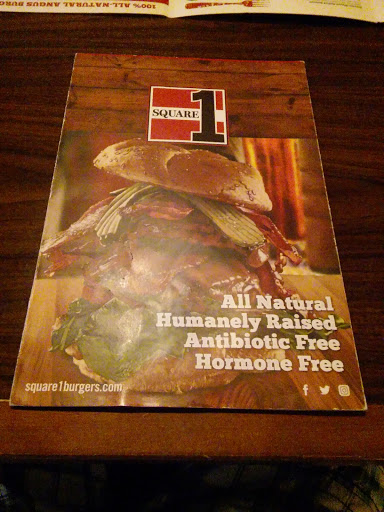 100% ALL-NATURAL ANGUS BURG
SQUARE 1
All Natural
Humanely Raised
Antibiotic Free
Hormone Free
square1burgers.com